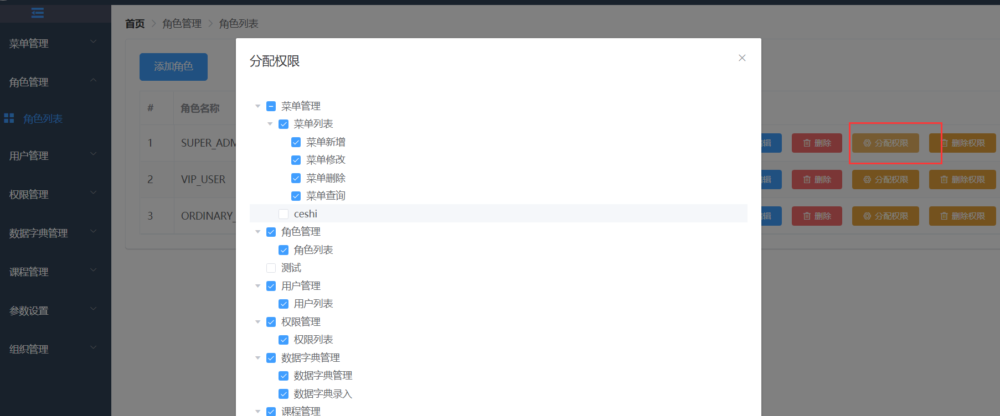 首页 > 角色管理 > 角色列表
菜单管理
角色管理
角色列表
用户管理
权限管理
数据字典管理
课程管理
参数设置
组织管理
添加角色
# 角色名称
1 SUPER_ADM
辑 删除 分配权限 删除权限
2 VIP_USER
辑 删除 分配权限 删除权限
3 ORDINARY_
辑 删除 分配权限 删除权限
分配权限
菜单管理
菜单列表
菜单新增
菜单修改
菜单删除
菜单查询
ceshi
角色管理
角色列表
测试
用户管理
用户列表
权限管理
权限列表
数据字典管理
数据字典管理
数据字典录入
课程管理